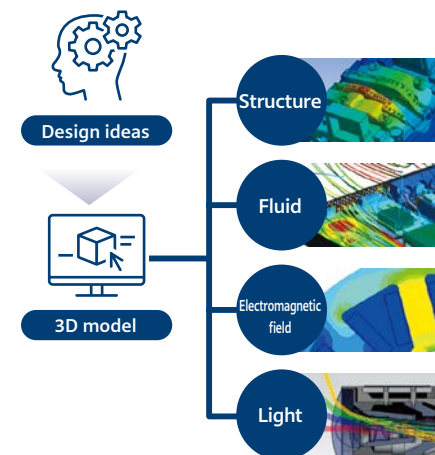 Design ideas
3D model
Structure
Fluid
Electromagnetic
field
Light